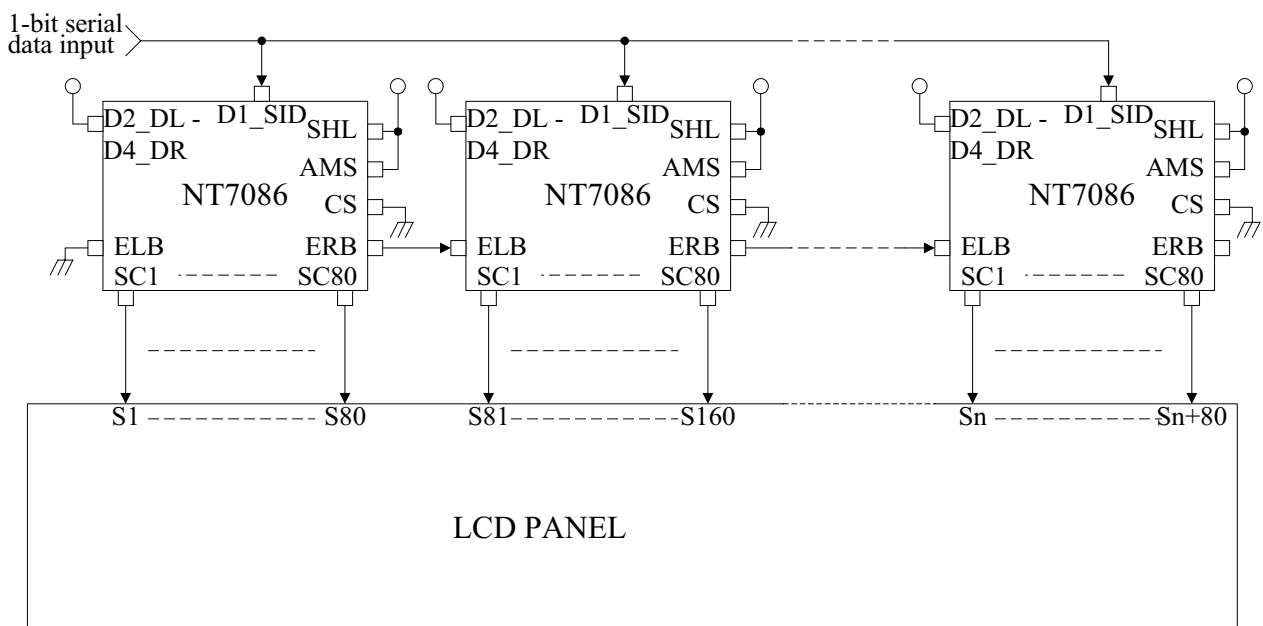 1-bit serial
data input
D2_DL - D1_SID SHL
D4_DR
AMS
NT7086
CS
ELB ERB
SC1 SC80
D2_DL - D1_SID SHL
D4_DR
AMS
NT7086
CS
ELB ERB
SC1 SC80
D2_DL - D1_SID SHL
D4_DR
AMS
NT7086
CS
ELB ERB
SC1 SC80
S1 S80 S81 S160 Sn Sn+80
LCD PANEL